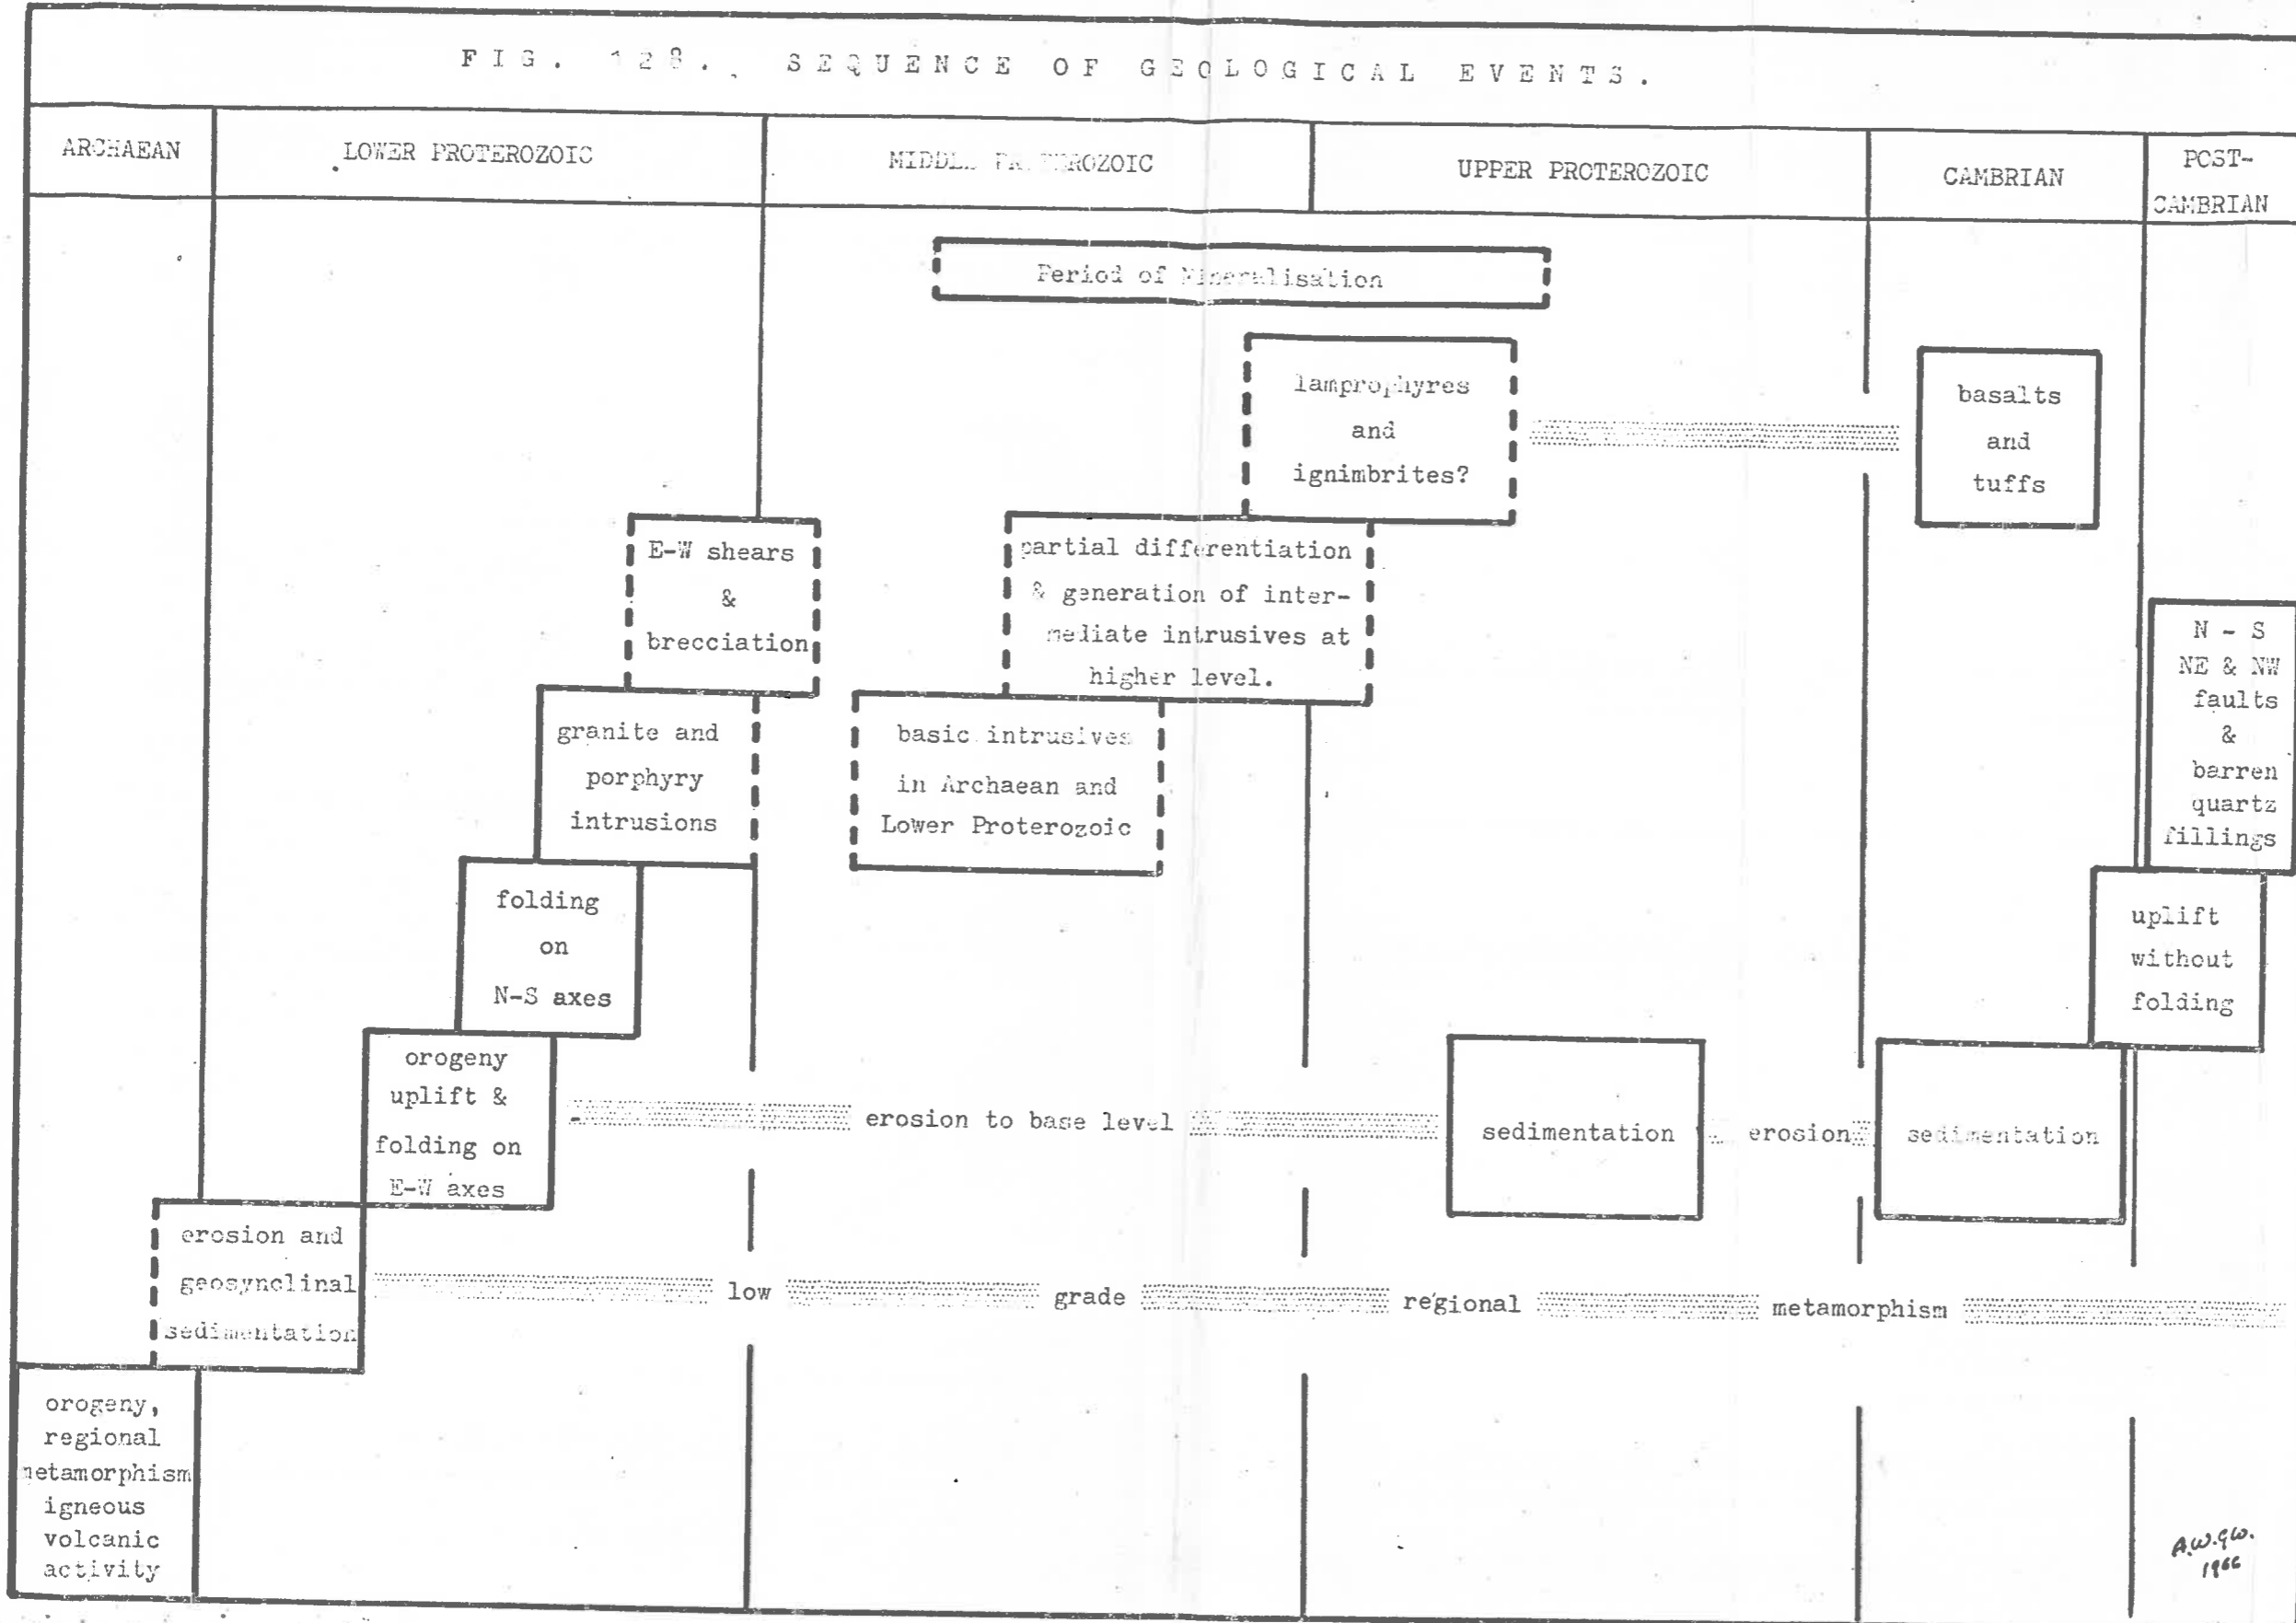 FIG. 128. SEQUENCE OF GEOLOGICAL EVENTS.
ARCHAEAN
LOWER PROTEROZOIC
MIDDLE PROTEROZOIC
UPPER PROTEROZOIC
CAMBRIAN
POST-
CAMBRIAN
Period of Mineralisation
lamprophyres
and
ignimbrites?
basalts
and
tuffs
E-W shears
&
brecciation
partial differentiation
& generation of inter-
mediate intrusives at
higher level.
N - S
NE & NW
faults
&
barren
quartz
fillings
granite and
porphyry
intrusions
basic intrusives
in Archaean and
Lower Proterozoic
folding
on
N-S axes
uplift
without
folding
orogeny
uplift &
folding on
E-W axes
erosion to base level
sedimentation
erosion
sedimentation
erosion and
geosynclinal
sedimentation
low grade regional metamorphism
orogeny,
regional
metamorphism
igneous
volcanic
activity
A.W.G.W.
1966